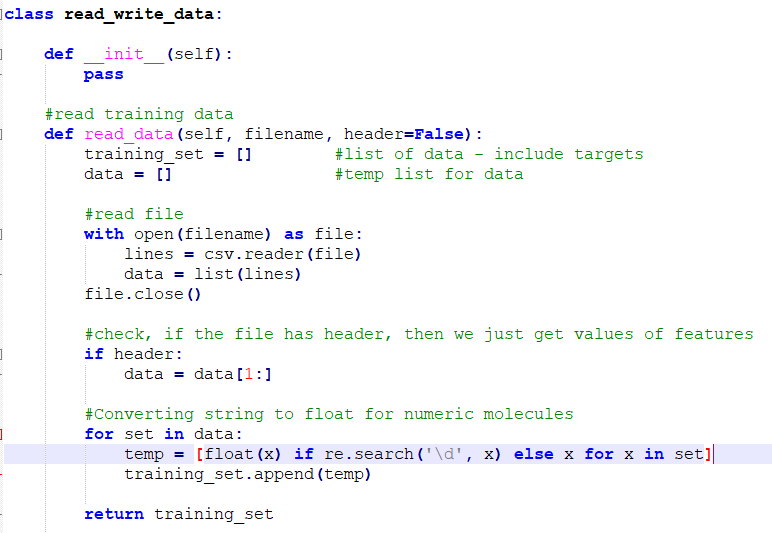 class read_write_data:
def __init__(self):
pass
#read training data
def read_data(self, filename, header=False):
training_set = [] #list of data - include targets
data = [] #temp list for data
#read file
with open(filename) as file:
lines = csv.reader(file)
data = list(lines)
file.close()
#check, if the file has header, then we just get values of features
if header:
data = data[1:]
#Converting string to float for numeric molecules
for set in data:
temp = [float(x) if re.search('\d', x) else x for x in set]
training_set.append(temp)
return training_set